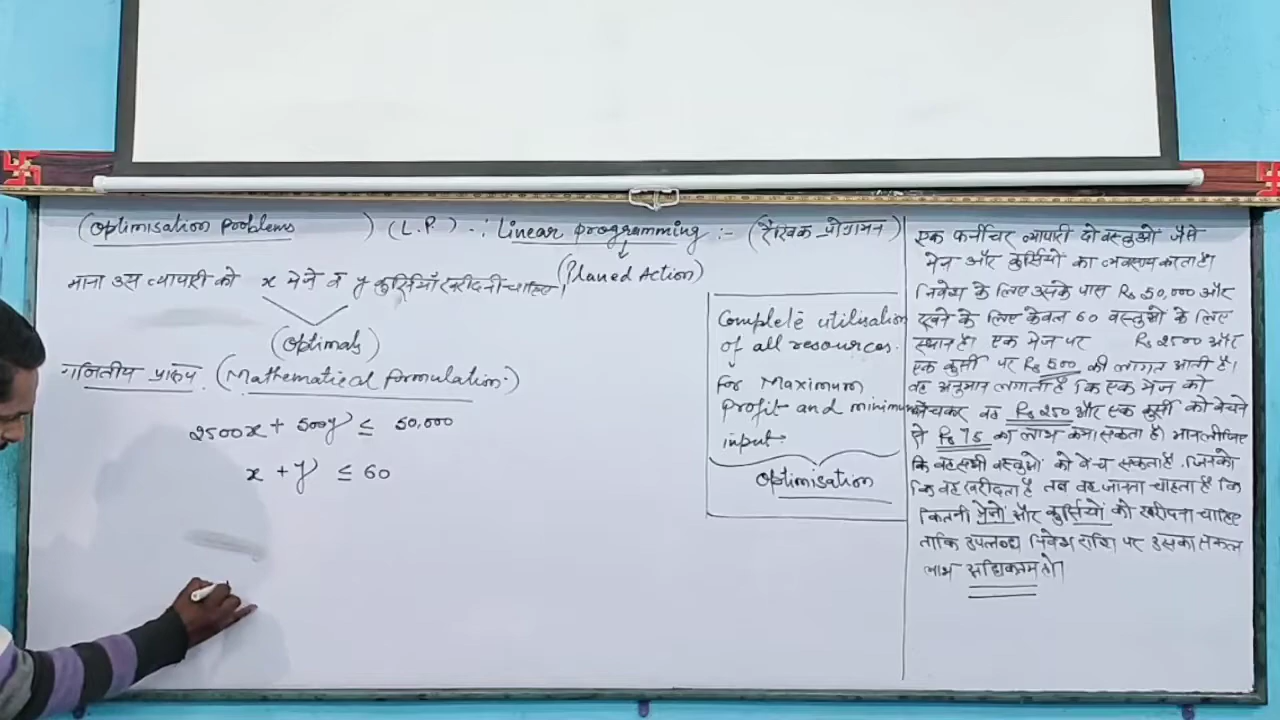 (Optimisation Problems ) (L.P.) .: Linear programming :- (रैखिक प्रोग्रामन)
(Planed Action)
माना उस व्यापारी को x मेजे व y कुर्सियाँ खरीदनी चाहिए
(Optimals)
गणितीय प्रारूप (Mathematical formulation.)
2500x + 500y ≤ 50,000
x + y ≤ 60
Complete utilisation
of all resources.
for Maximum
Profit and minimum
input
Optimisation
एक फर्नीचर व्यापारी दो वस्तुओं जैसे
मेज और कुर्सियों का व्यवसाय करता है।
निवेश के लिए उसके पास Rs 50,000 और
रखने के लिए केवल 60 वस्तुओं के लिए
स्थान है। एक मेज पर Rs 2500 और
एक कुर्सी पर Rs 500 की लागत आती है।
वह अनुमान लगाता है कि एक मेज को
बेचकर वह Rs 250 और एक कुर्सी को बेचने
से Rs 75 का लाभ कमा सकता है। मान लीजिए
कि वह सभी वस्तुओं को बेच सकता है जिनको
कि वह खरीदता है तब वह जानना चाहता है कि
कितनी मेजों और कुर्सियों को खरीदना चाहिए
ताकि उपलब्ध निवेश राशि पर उसका सकल
लाभ अधिकतम हो।